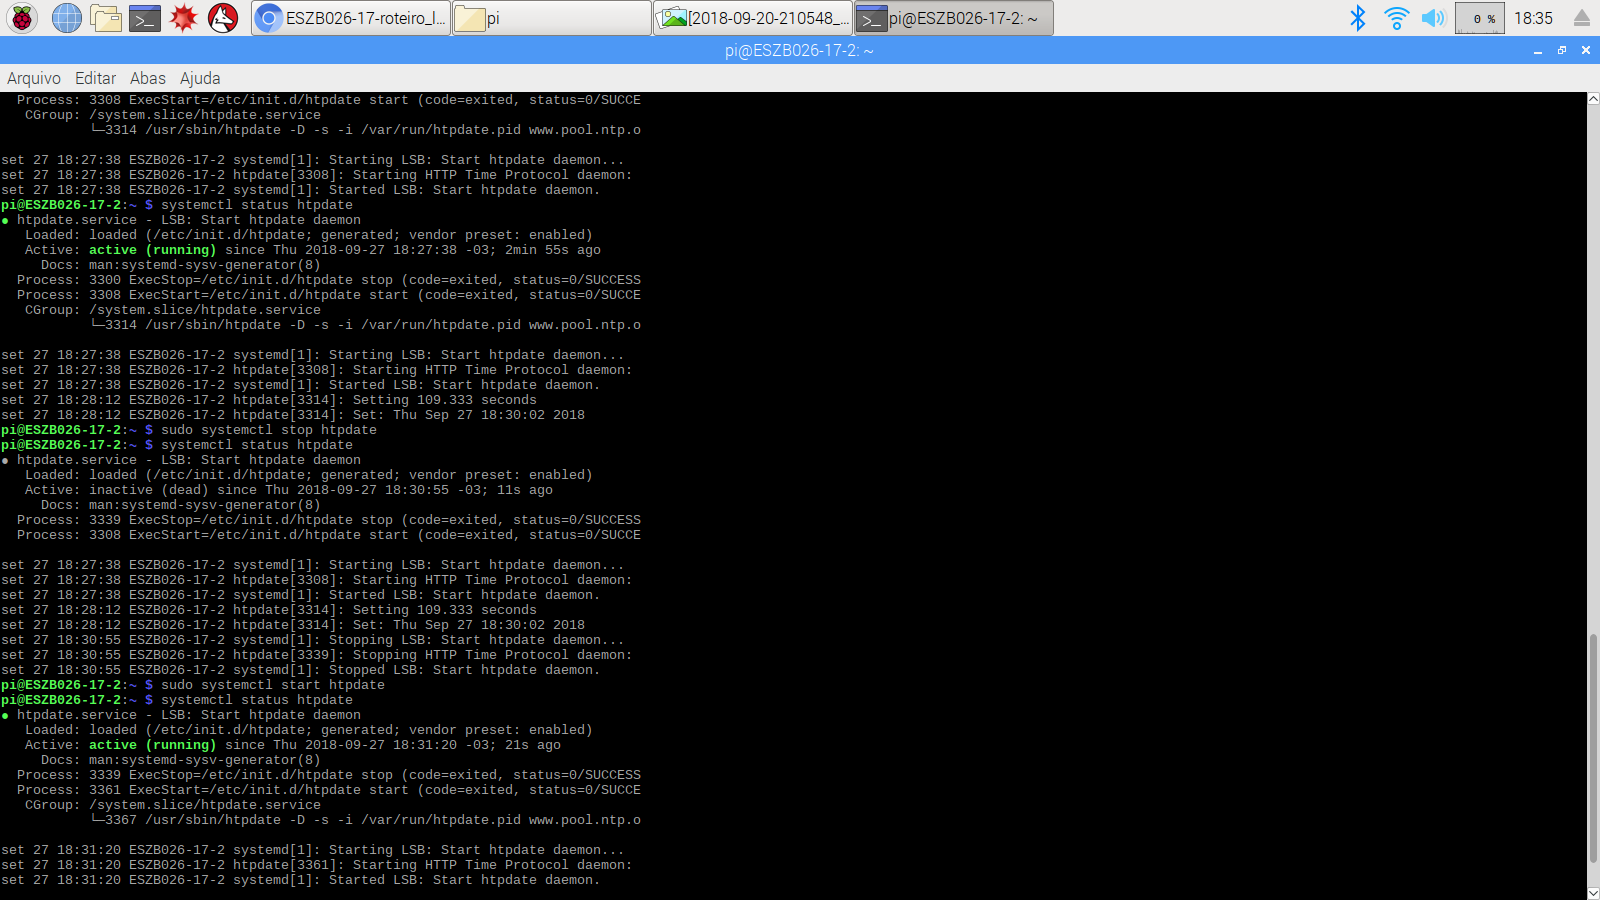 ESZB026-17-roteiro_l...
pi
[2018-09-20-210548_...
pi@ESZB026-17-2: ~
0 %
18:35
pi@ESZB026-17-2: ~
Arquivo Editar Abas Ajuda
Process: 3308 ExecStart=/etc/init.d/htpdate start (code=exited, status=0/SUCCE
CGroup: /system.slice/htpdate.service
└─3314 /usr/sbin/htpdate -D -s -i /var/run/htpdate.pid www.pool.ntp.o
set 27 18:27:38 ESZB026-17-2 systemd[1]: Starting LSB: Start htpdate daemon...
set 27 18:27:38 ESZB026-17-2 htpdate[3308]: Starting HTTP Time Protocol daemon:
set 27 18:27:38 ESZB026-17-2 systemd[1]: Started LSB: Start htpdate daemon.
pi@ESZB026-17-2:~ $ systemctl status htpdate
● htpdate.service - LSB: Start htpdate daemon
Loaded: loaded (/etc/init.d/htpdate; generated; vendor preset: enabled)
Active: active (running) since Thu 2018-09-27 18:27:38 -03; 2min 55s ago
Docs: man:systemd-sysv-generator(8)
Process: 3300 ExecStop=/etc/init.d/htpdate stop (code=exited, status=0/SUCCESS
Process: 3308 ExecStart=/etc/init.d/htpdate start (code=exited, status=0/SUCCE
CGroup: /system.slice/htpdate.service
└─3314 /usr/sbin/htpdate -D -s -i /var/run/htpdate.pid www.pool.ntp.o
set 27 18:27:38 ESZB026-17-2 systemd[1]: Starting LSB: Start htpdate daemon...
set 27 18:27:38 ESZB026-17-2 htpdate[3308]: Starting HTTP Time Protocol daemon:
set 27 18:27:38 ESZB026-17-2 systemd[1]: Started LSB: Start htpdate daemon.
set 27 18:28:12 ESZB026-17-2 htpdate[3314]: Setting 109.333 seconds
set 27 18:28:12 ESZB026-17-2 htpdate[3314]: Set: Thu Sep 27 18:30:02 2018
pi@ESZB026-17-2:~ $ sudo systemctl stop htpdate
pi@ESZB026-17-2:~ $ systemctl status htpdate
● htpdate.service - LSB: Start htpdate daemon
Loaded: loaded (/etc/init.d/htpdate; generated; vendor preset: enabled)
Active: inactive (dead) since Thu 2018-09-27 18:30:55 -03; 11s ago
Docs: man:systemd-sysv-generator(8)
Process: 3339 ExecStop=/etc/init.d/htpdate stop (code=exited, status=0/SUCCESS
Process: 3308 ExecStart=/etc/init.d/htpdate start (code=exited, status=0/SUCCE
set 27 18:27:38 ESZB026-17-2 systemd[1]: Starting LSB: Start htpdate daemon...
set 27 18:27:38 ESZB026-17-2 htpdate[3308]: Starting HTTP Time Protocol daemon:
set 27 18:27:38 ESZB026-17-2 systemd[1]: Started LSB: Start htpdate daemon.
set 27 18:28:12 ESZB026-17-2 htpdate[3314]: Setting 109.333 seconds
set 27 18:28:12 ESZB026-17-2 htpdate[3314]: Set: Thu Sep 27 18:30:02 2018
set 27 18:30:55 ESZB026-17-2 systemd[1]: Stopping LSB: Start htpdate daemon...
set 27 18:30:55 ESZB026-17-2 htpdate[3339]: Stopping HTTP Time Protocol daemon:
set 27 18:30:55 ESZB026-17-2 systemd[1]: Stopped LSB: Start htpdate daemon.
pi@ESZB026-17-2:~ $ sudo systemctl start htpdate
pi@ESZB026-17-2:~ $ systemctl status htpdate
● htpdate.service - LSB: Start htpdate daemon
Loaded: loaded (/etc/init.d/htpdate; generated; vendor preset: enabled)
Active: active (running) since Thu 2018-09-27 18:31:20 -03; 21s ago
Docs: man:systemd-sysv-generator(8)
Process: 3339 ExecStop=/etc/init.d/htpdate stop (code=exited, status=0/SUCCESS
Process: 3361 ExecStart=/etc/init.d/htpdate start (code=exited, status=0/SUCCE
CGroup: /system.slice/htpdate.service
└─3367 /usr/sbin/htpdate -D -s -i /var/run/htpdate.pid www.pool.ntp.o
set 27 18:31:20 ESZB026-17-2 systemd[1]: Starting LSB: Start htpdate daemon...
set 27 18:31:20 ESZB026-17-2 htpdate[3361]: Starting HTTP Time Protocol daemon:
set 27 18:31:20 ESZB026-17-2 systemd[1]: Started LSB: Start htpdate daemon.